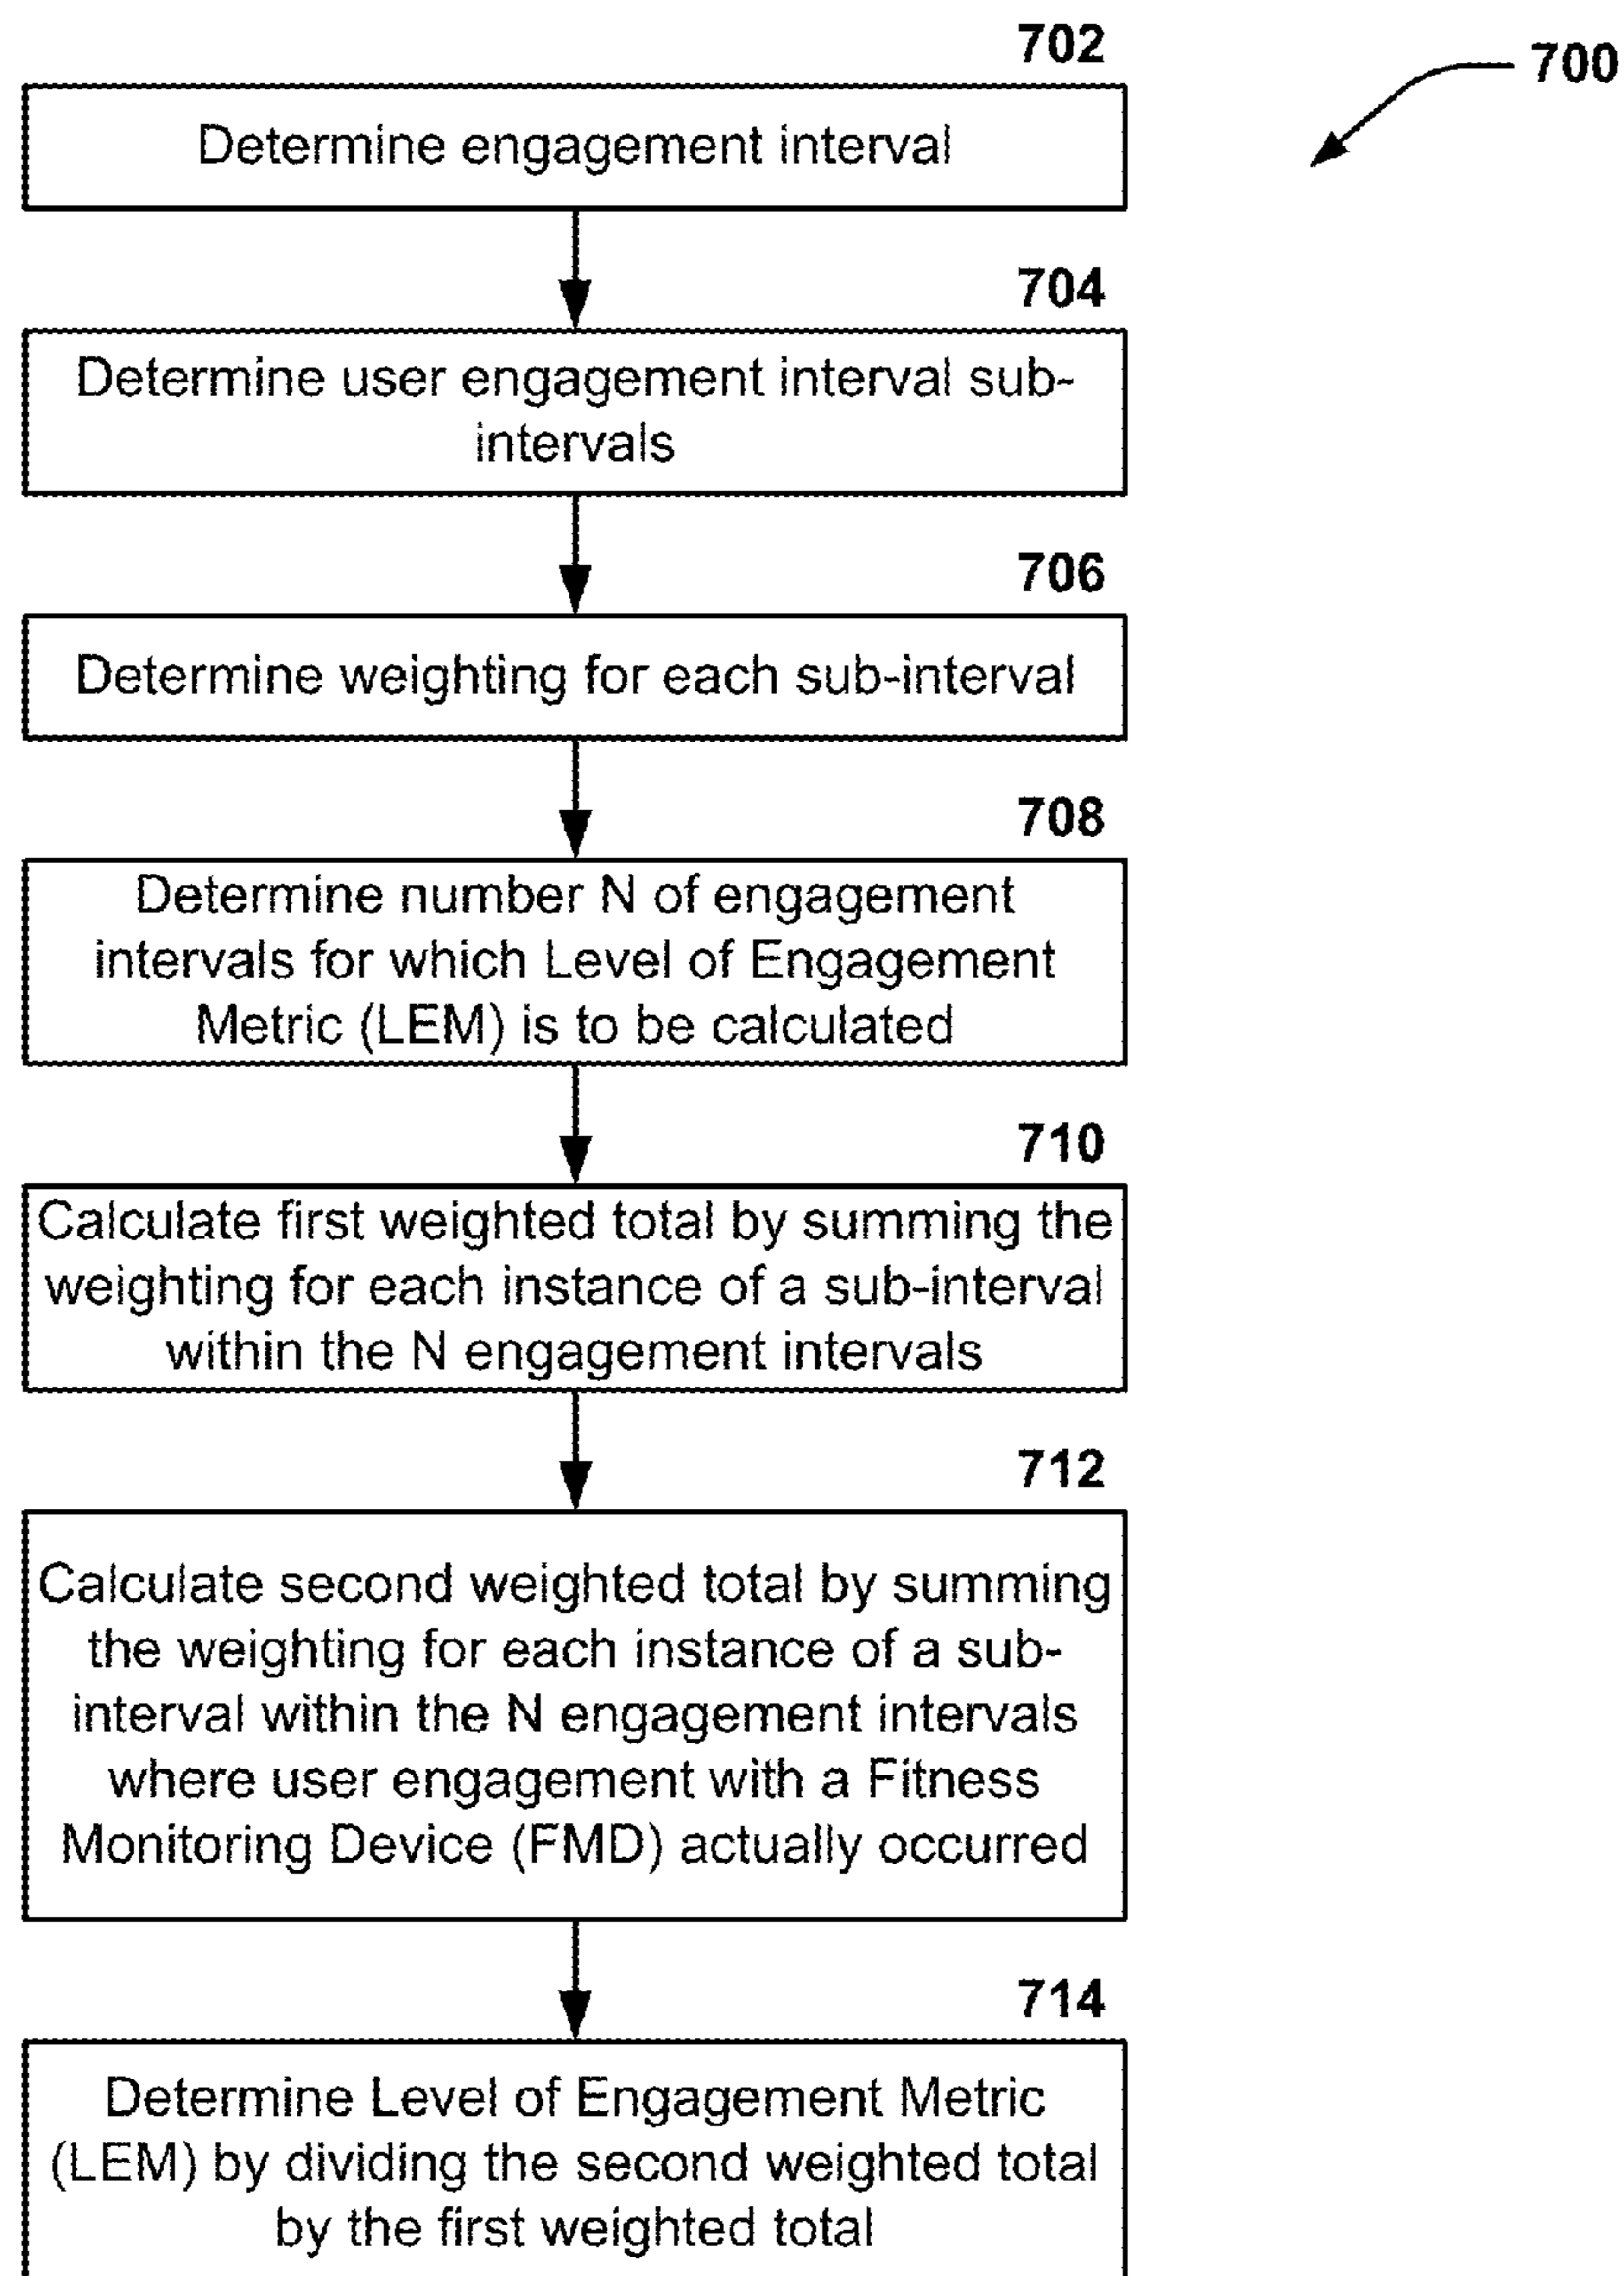 702
700
Determine engagement interval
704
Determine user engagement interval sub-
intervals
706
Determine weighting for each sub-interval
708
Determine number N of engagement
intervals for which Level of Engagement
Metric (LEM) is to be calculated
710
Calculate first weighted total by summing the
weighting for each instance of a sub-interval
within the N engagement intervals
712
Calculate second weighted total by summing
the weighting for each instance of a sub-
interval within the N engagement intervals
where user engagement with a Fitness
Monitoring Device (FMD) actually occurred
714
Determine Level of Engagement Metric
(LEM) by dividing the second weighted total
by the first weighted total